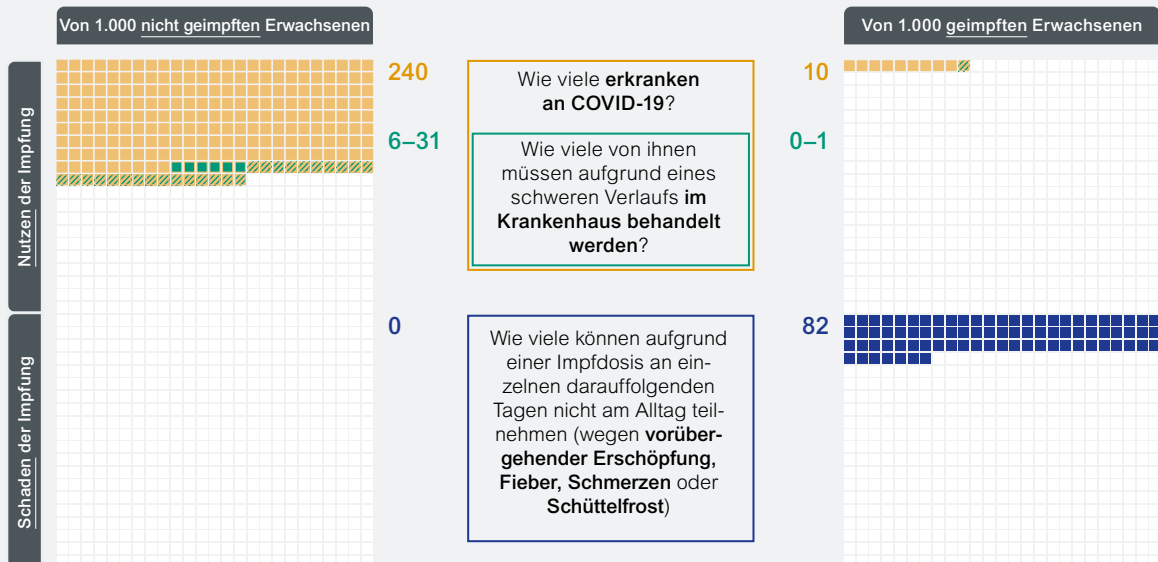 Von 1.000 nicht geimpften Erwachsenen
Von 1.000 geimpften Erwachsenen
Nutzen der Impfung
240
Wie viele erkranken
an COVID-19?
10
6–31
Wie viele von ihnen
müssen aufgrund eines
schweren Verlaufs im
Krankenhaus behandelt
werden?
0–1
Schaden der Impfung
0
Wie viele können aufgrund
einer Impfdosis an ein-
zelnen darauffolgenden
Tagen nicht am Alltag teil-
nehmen (wegen vorüber-
gehender Erschöpfung,
Fieber, Schmerzen oder
Schüttelfrost)
82